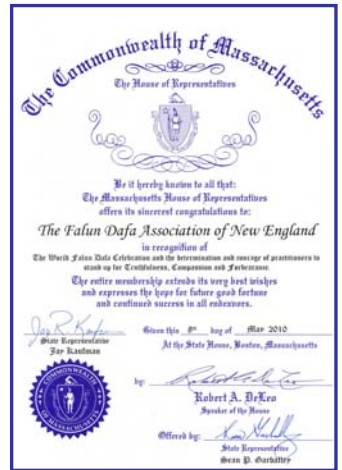 The Commonwealth of Massachusetts
The House of Representatives
Be it hereby known to all that:
The Massachusetts House of Representatives
offers its sincerest congratulations to:
The Falun Dafa Association of New England
in recognition of
The World Falun Dafa Celebration and the determination and courage of practitioners to
stand up for Truthfulness, Compassion and Forbearance.
The entire membership extends its very best wishes
and expresses the hope for future good fortune
and continued success in all endeavors.
Given this 8th day of May 2010
At the State House, Boston, Massachusetts
State Representative
Jay Kaufman
by:
Robert A. DeLeo
Speaker of the House
Offered by:
State Representative
Sean P. Garballey
COMMONWEALTH
OF MASSACHUSETTS